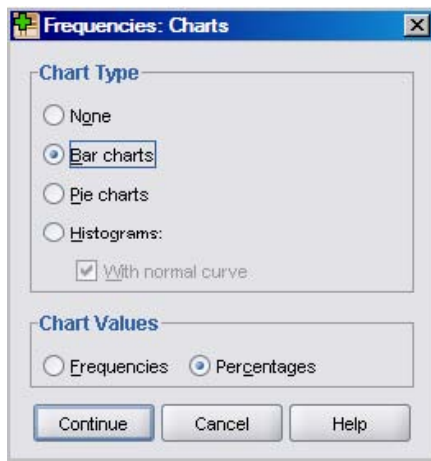 Frequencies: Charts
Chart Type
None
Bar charts
Pie charts
Histograms:
With normal curve
Chart Values
Frequencies Percentages
Continue Cancel Help